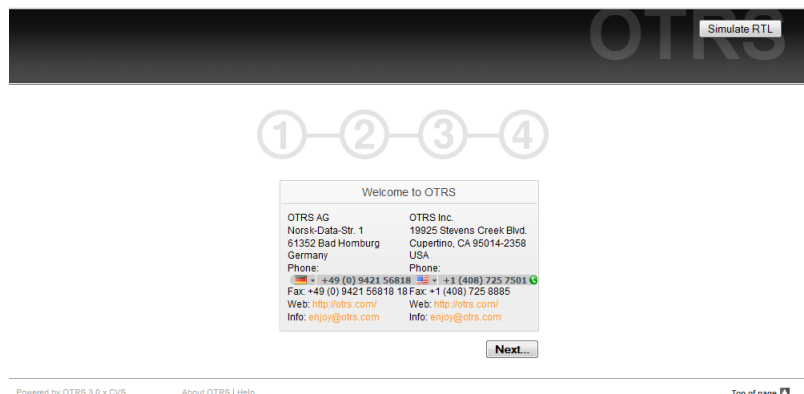 OTRS
Simulate RTL
1 2 3 4
Welcome to OTRS
OTRS AG
Norsk-Data-Str. 1
61352 Bad Homburg
Germany
Phone:
+49 (0) 9421 56818
Fax: +49 (0) 9421 56818 18
Web: http://otrs.com/
Info: enjoy@otrs.com
OTRS Inc.
19925 Stevens Creek Blvd.
Cupertino, CA 95014-2358
USA
Phone:
+1 (408) 725 7501
Fax: +1 (408) 725 8885
Web: http://otrs.com/
Info: enjoy@otrs.com
Next...
Powered by OTRS 3.0.x CVS
About OTRS | Help
Top of page